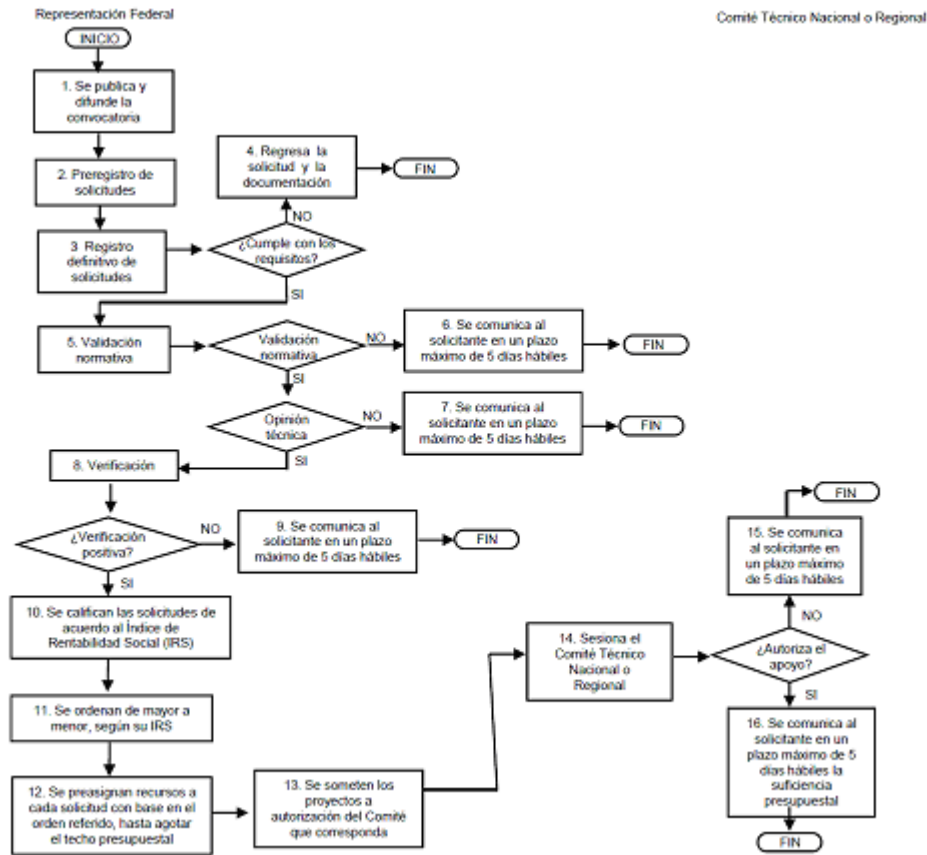 Representación Federal
Comité Técnico Nacional o Regional
INICIO
1. Se publica y
difunde la
convocatoria
2. Preregistro de
solicitudes
3 Registro
definitivo de
solicitudes
¿Cumple con los
requisitos?
NO
4. Regresa la
solicitud y la
documentación
FIN
SI
5. Validación
normativa
Validación
normativa
NO
6. Se comunica al
solicitante en un plazo
máximo de 5 días hábiles
FIN
SI
Opinión
técnica
NO
7. Se comunica al
solicitante en un plazo
máximo de 5 días hábiles
FIN
SI
8. Verificación
¿Verificación
positiva?
NO
9. Se comunica al
solicitante en un plazo
máximo de 5 días hábiles
FIN
SI
10. Se califican las solicitudes de
acuerdo al Índice de
Rentabilidad Social (IRS)
11. Se ordenan de mayor a
menor, según su IRS
12. Se preasignan recursos a
cada solicitud con base en el
orden referido, hasta agotar
el techo presupuestal
13. Se someten los
proyectos a
autorización del Comité
que corresponda
14. Sesiona el
Comité Técnico
Nacional o
Regional
¿Autoriza el
apoyo?
NO
15. Se comunica
al solicitante en
un plazo máximo
de 5 días hábiles
FIN
SI
16. Se comunica al
solicitante en un
plazo máximo de 5
días hábiles la
suficiencia
presupuestal
FIN